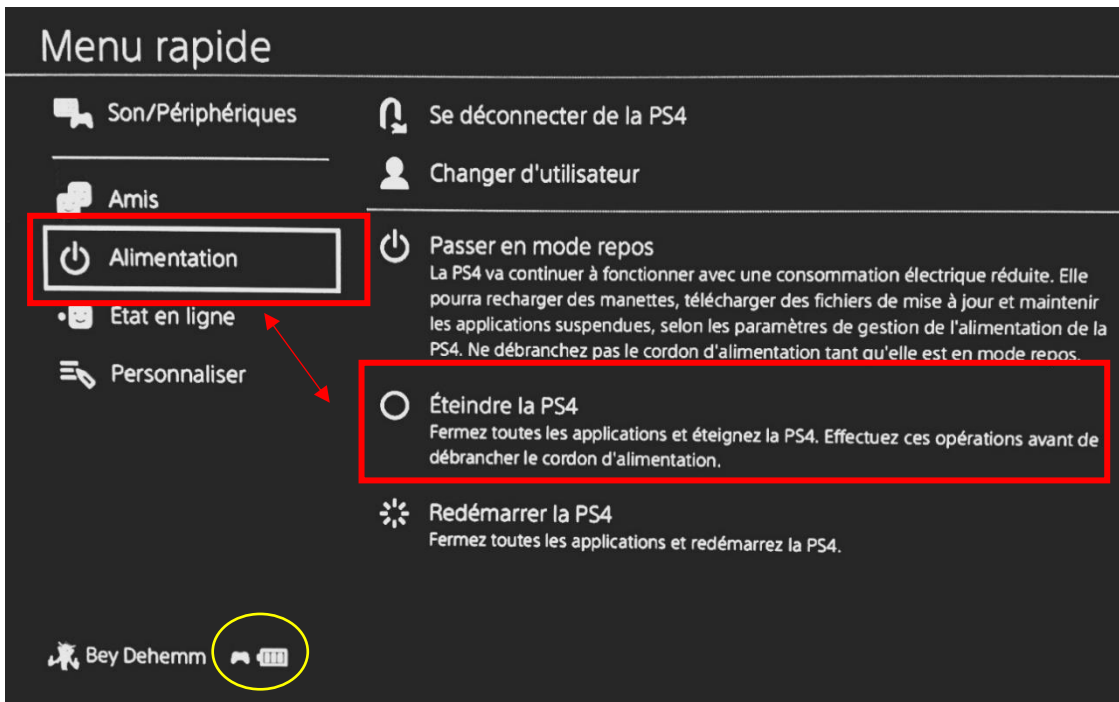 Menu rapide
Son/Périphériques
Amis
Alimentation
Etat en ligne
Personnaliser
Se déconnecter de la PS4
Changer d'utilisateur
Passer en mode repos
La PS4 va continuer à fonctionner avec une consommation électrique réduite. Elle
pourra recharger des manettes, télécharger des fichiers de mise à jour et maintenir
les applications suspendues, selon les paramètres de gestion de l'alimentation de la
PS4. Ne débranchez pas le cordon d'alimentation tant qu'elle est en mode repos.
Éteindre la PS4
Fermez toutes les applications et éteignez la PS4. Effectuez ces opérations avant de
débrancher le cordon d'alimentation.
Redémarrer la PS4
Fermez toutes les applications et redémarrez la PS4.
Bey Dehemm